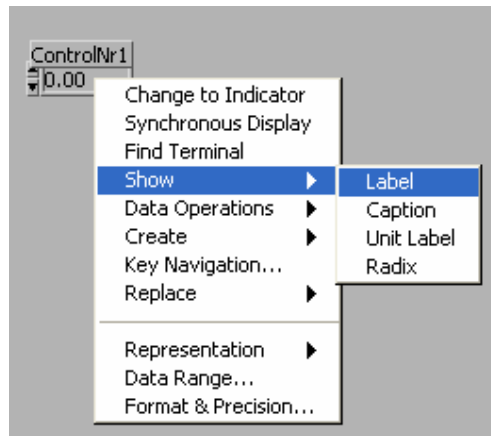 ControlNr1
0.00
Change to Indicator
Synchronous Display
Find Terminal
Show
Label
Data Operations
Caption
Create
Unit Label
Key Navigation...
Radix
Replace
Representation
Data Range...
Format & Precision...